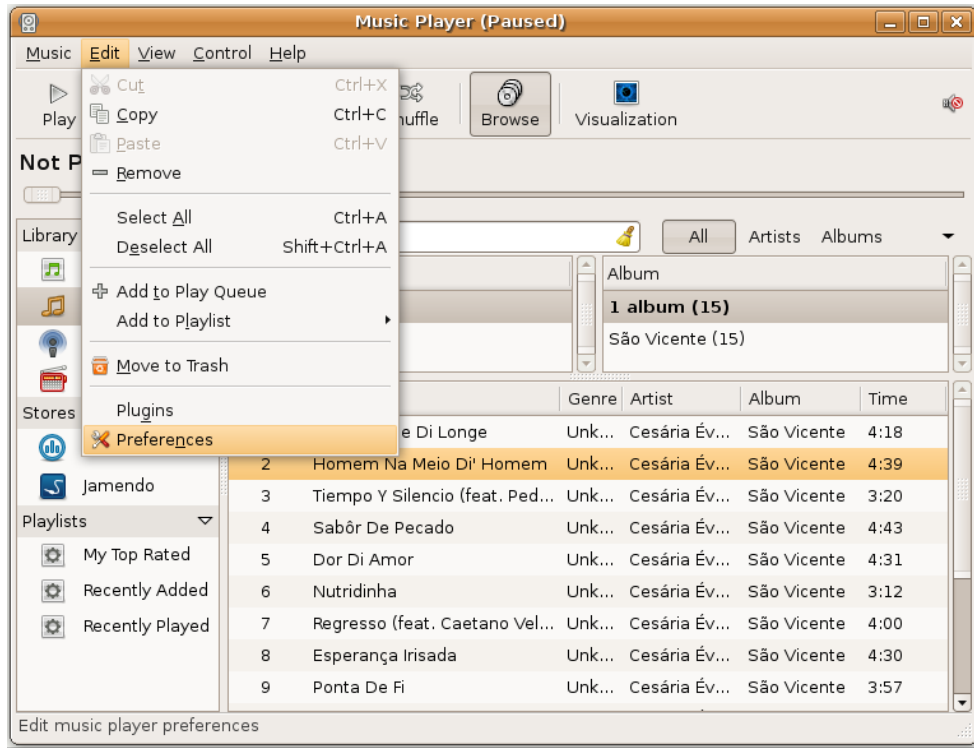 Music Player (Paused)
Music Edit View Control Help
Cut Ctrl+X
Copy Ctrl+C
Paste Ctrl+V
Remove
Select All Ctrl+A
Deselect All Shift+Ctrl+A
Add to Play Queue
Add to Playlist
Move to Trash
Plugins
Preferences
Play Browse Visualization
Not
Library All Artists Albums
Album
1 album (15)
São Vicente (15)
Stores
Jamendo
Playlists
My Top Rated
Recently Added
Recently Played
Genre Artist Album Time
Di Longe Unk... Cesária Év... São Vicente 4:18
2 Homem Na Meio Di' Homem Unk... Cesária Év... São Vicente 4:39
3 Tiempo Y Silencio (feat. Ped... Unk... Cesária Év... São Vicente 3:20
4 Sabôr De Pecado Unk... Cesária Év... São Vicente 4:43
5 Dor Di Amor Unk... Cesária Év... São Vicente 4:31
6 Nutridinha Unk... Cesária Év... São Vicente 3:12
7 Regresso (feat. Caetano Vel... Unk... Cesária Év... São Vicente 4:00
8 Esperança Irisada Unk... Cesária Év... São Vicente 4:30
9 Ponta De Fi Unk... Cesária Év... São Vicente 3:57
Edit music player preferences